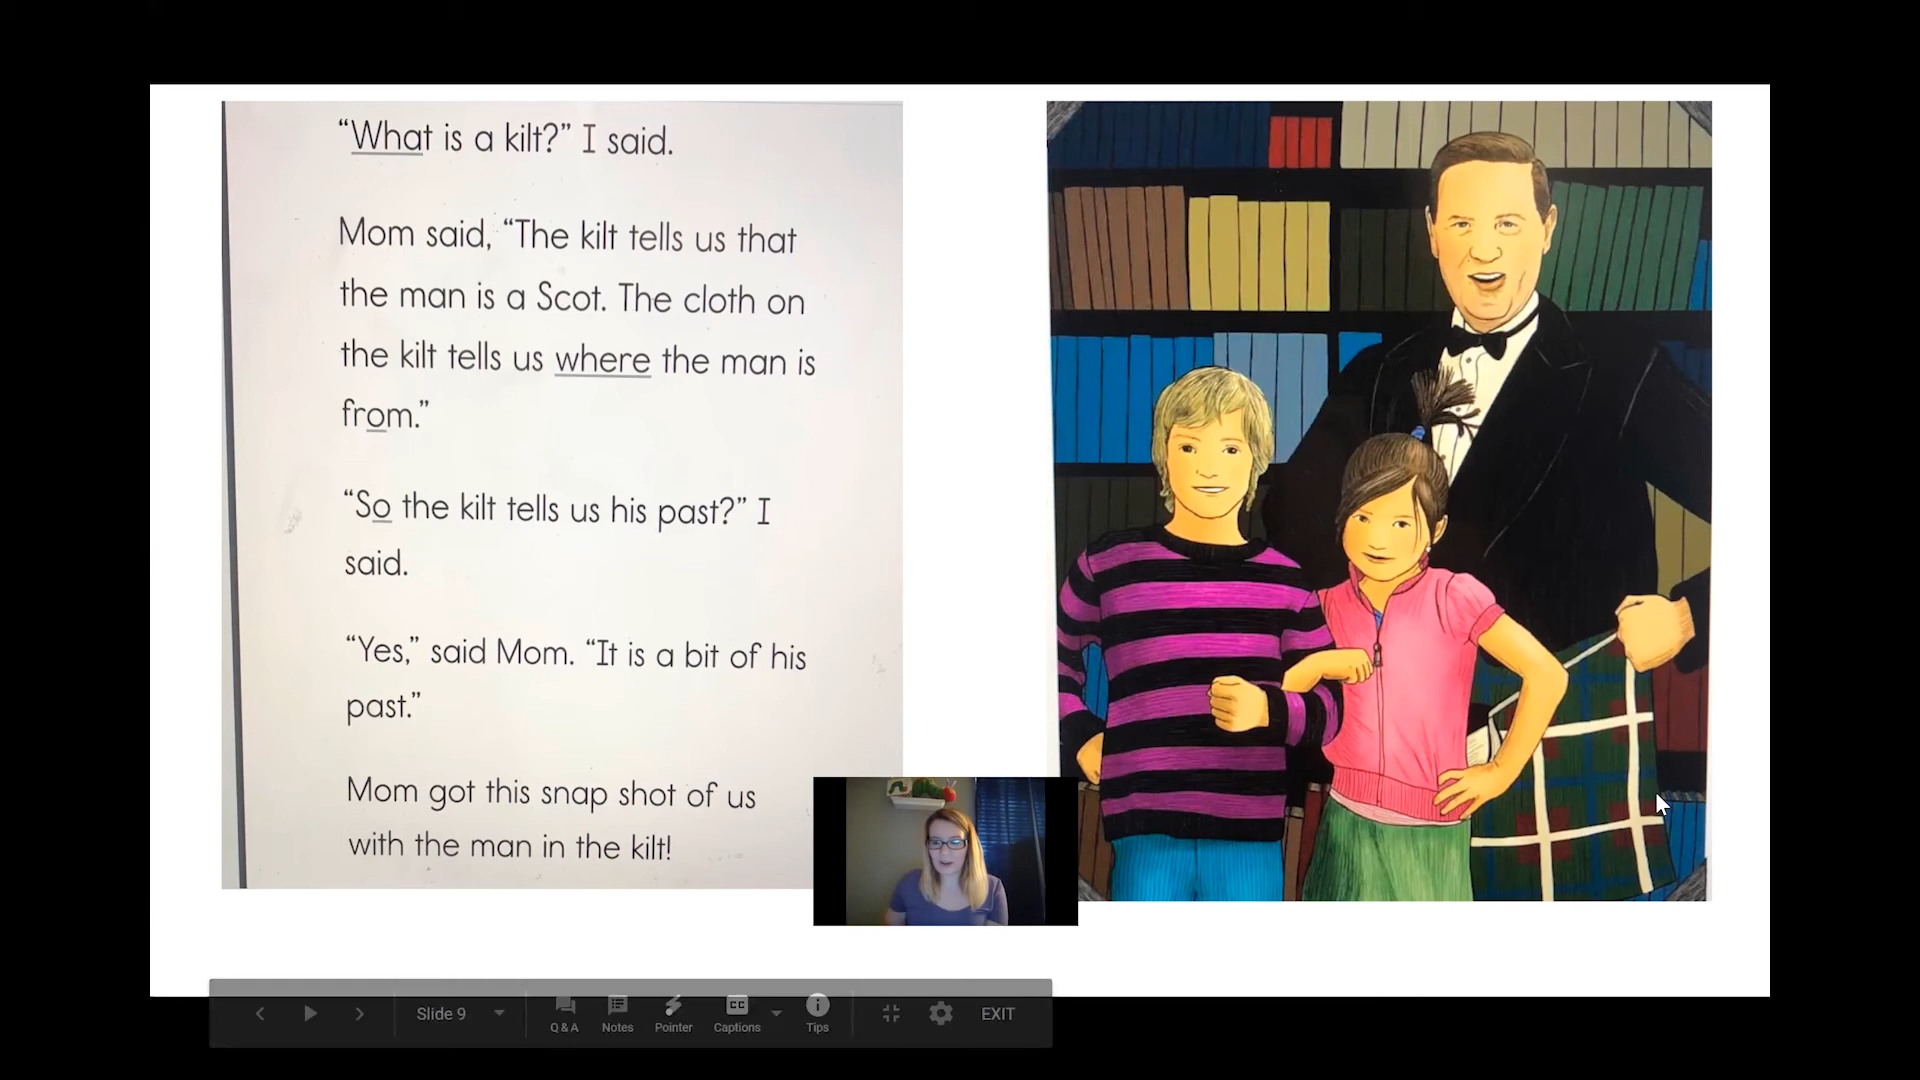 “What is a kilt?” I said.
Mom said, “The kilt tells us that
the man is a Scot. The cloth on
the kilt tells us where the man is
from.”
“So the kilt tells us his past?” I
said.
“Yes,” said Mom. “It is a bit of his
past.”
Mom got this snap shot of us
with the man in the kilt!
Slide 9
Q & A
Notes
Pointer
CC
Captions
Tips
EXIT